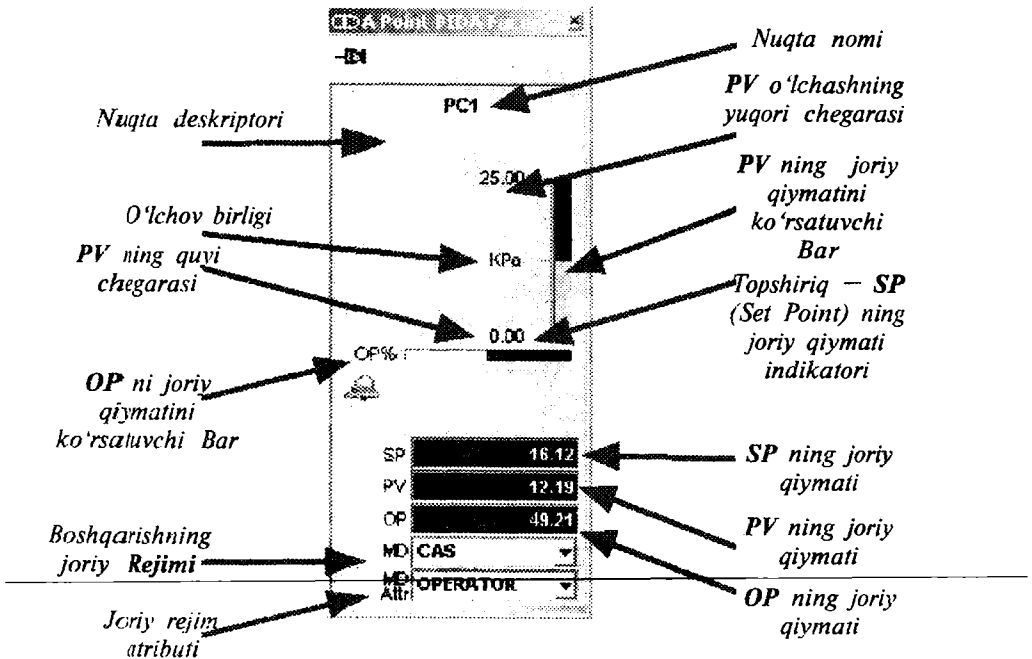 CDA Point
Nuqta nomi
PV o‘lchashning
yuqori chegarasi
PC1
Nuqta deskriptori
25.00
PV ning joriy
qiymatini
ko‘rsatuvchi
Bar
O‘lchov birligi
KPa
PV ning quyi
chegarasi
Topshiriq — SP
(Set Point) ning
joriy qiymati
indikatori
0.00
OP%
OP ni joriy
qiymatini
ko‘rsatuvchi Bar
SP 16.12
SP ning joriy
qiymati
PV 12.19
PV ning joriy
qiymati
OP 49.21
Boshqarishning
joriy Rejimi
MD CAS
MD
Attr OPERATOR
OP ning joriy
qiymati
Joriy rejim
atributi